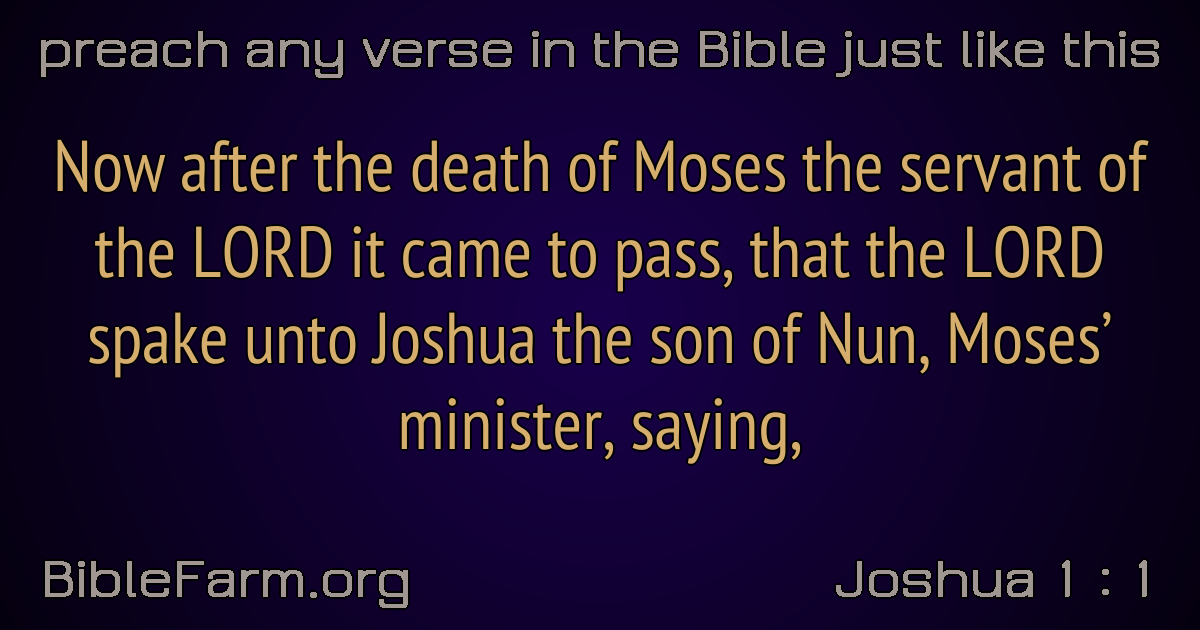 preach any verse in the Bible just like this
Now after the death of Moses the servant of
the LORD it came to pass, that the LORD
spake unto Joshua the son of Nun, Moses’
minister, saying,
BibleFarm.org
Joshua 1 : 1